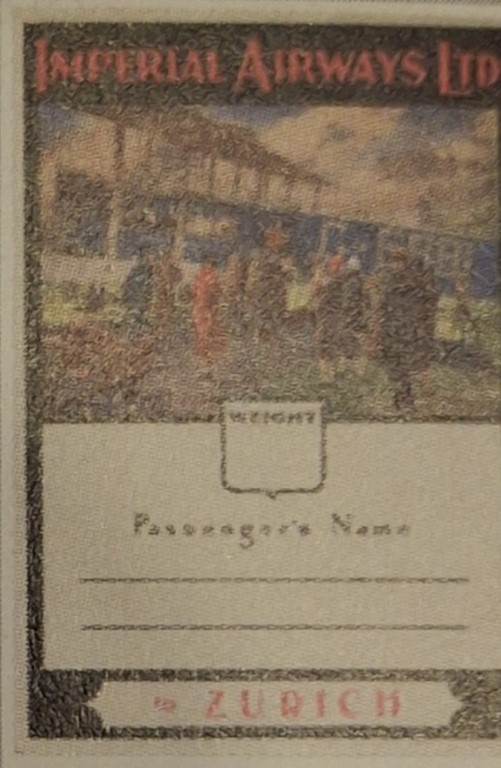 IMPERIAL AIRWAYS LTD
WEIGHT
Passenger's Name
TO ZURICH